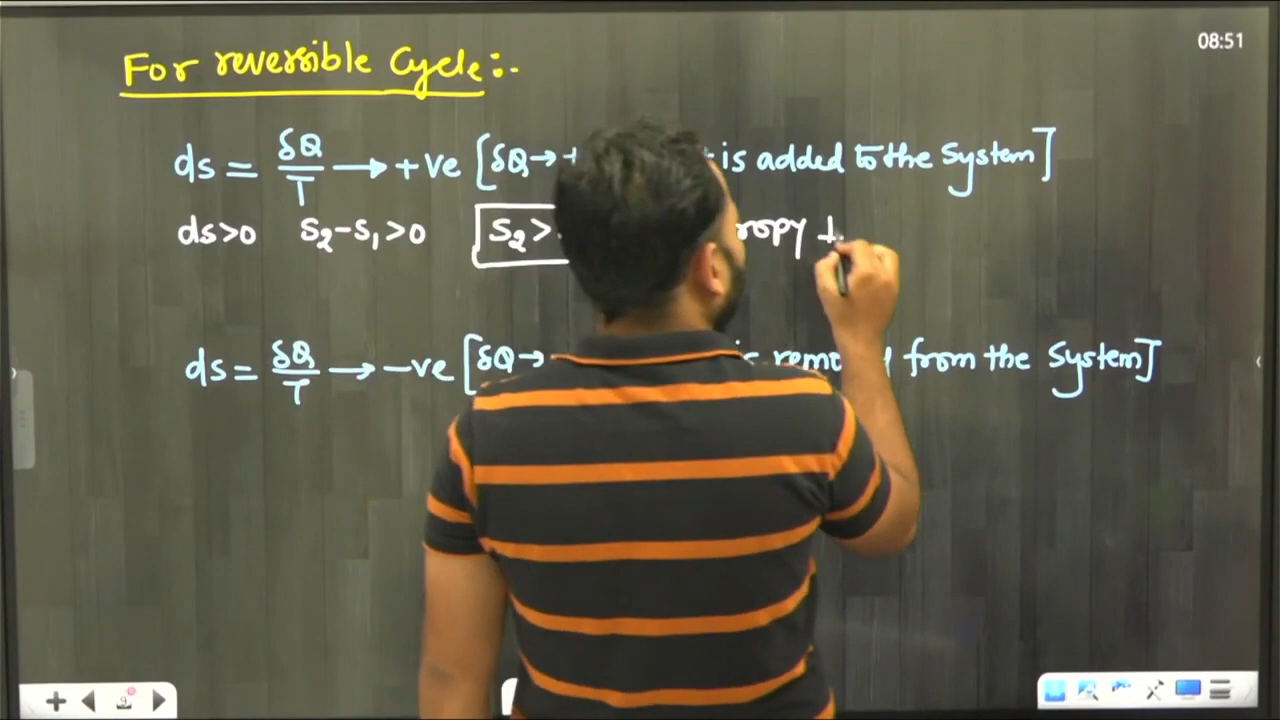 08:51
For reversible Cycle:-
ds = δQ/T → +ve [δQ → + is added to the System]
ds>0 S₂-S₁>0 S₂>
ds = δQ/T → -ve [δQ → - is from the System]